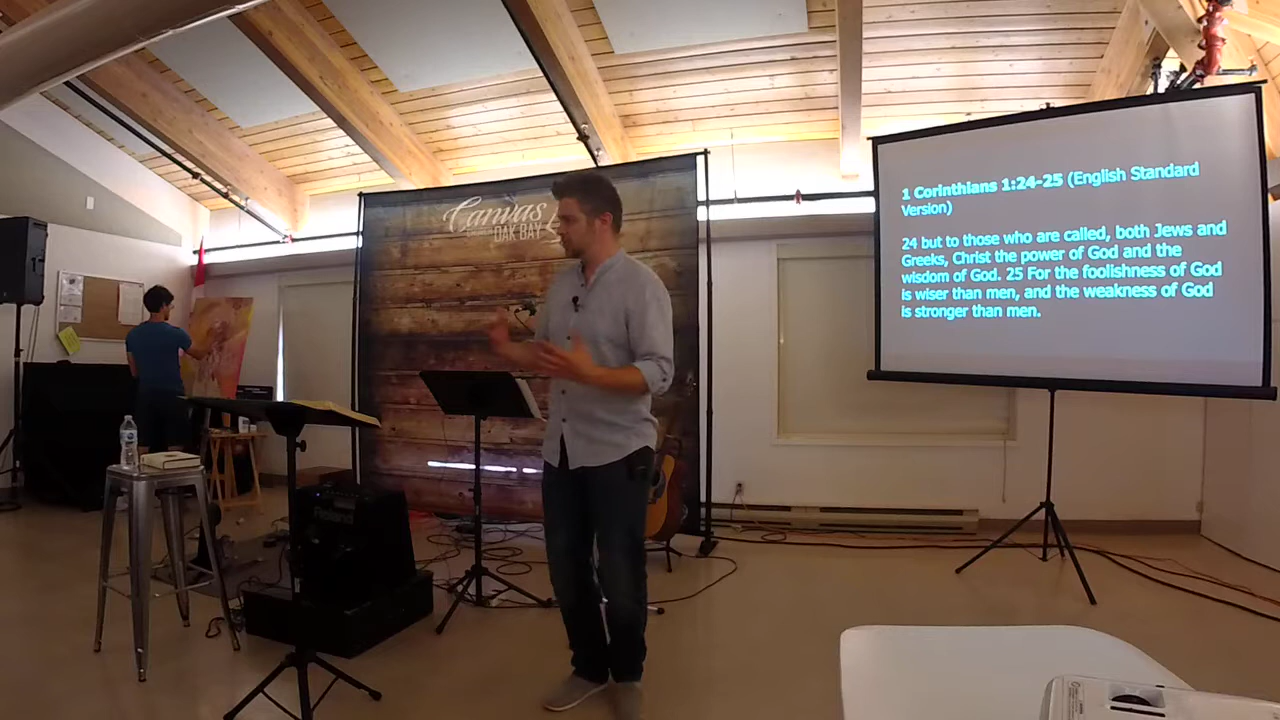 Canvas
OAK BAY
1 Corinthians 1:24-25 (English Standard
Version)
24 but to those who are called, both Jews and
Greeks, Christ the power of God and the
wisdom of God. 25 For the foolishness of God
is wiser than men, and the weakness of God
is stronger than men.
Roland